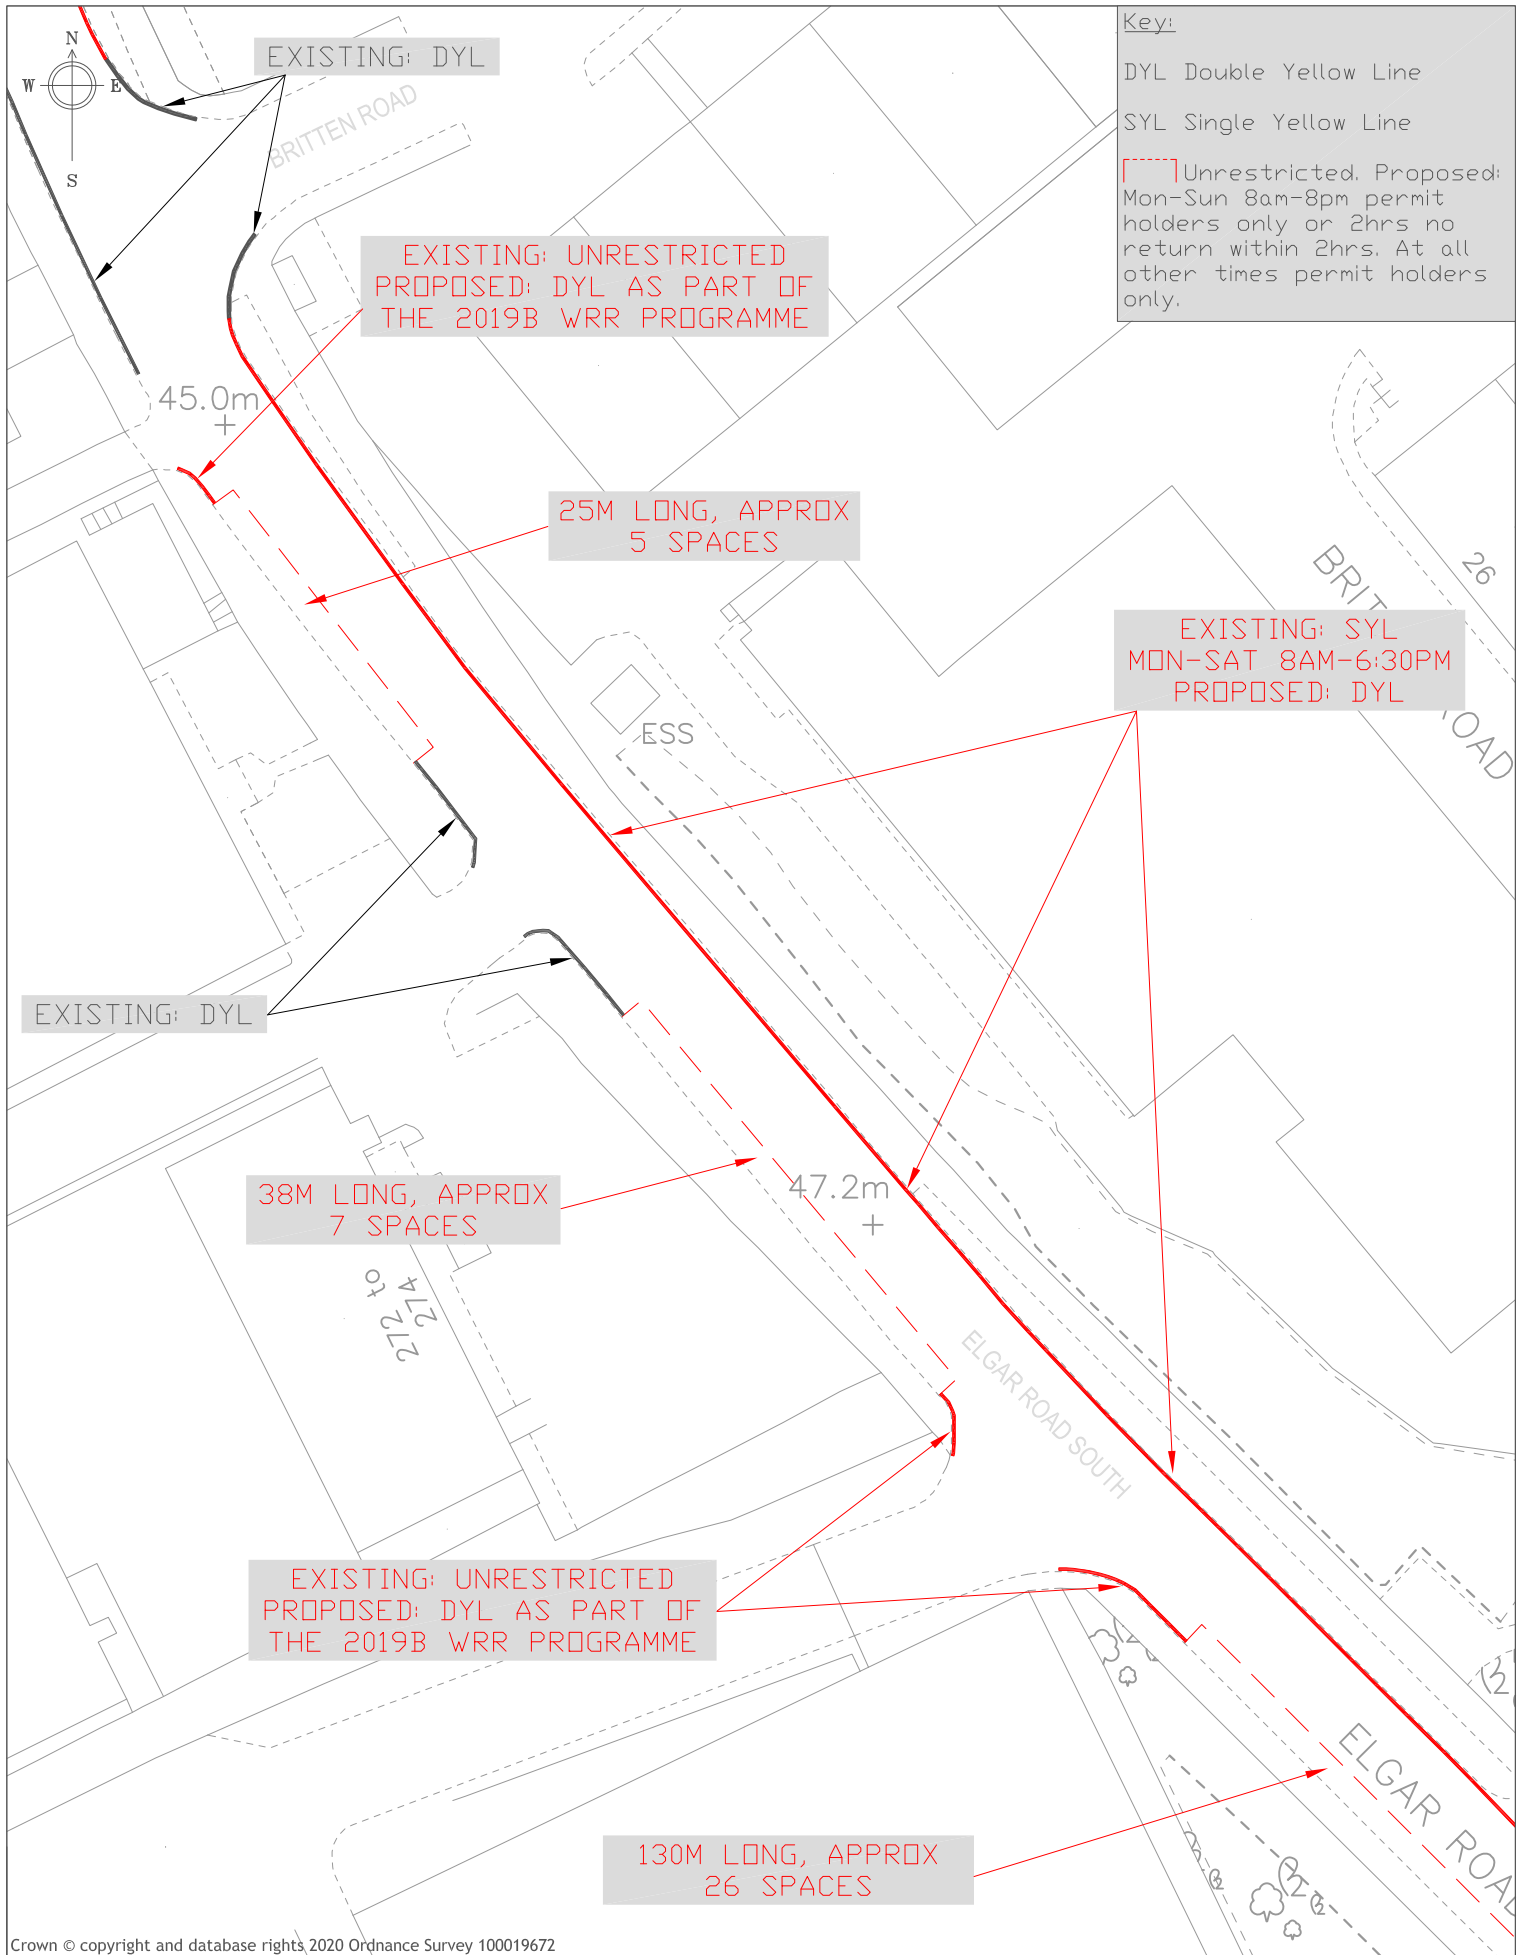 N
W E
S
EXISTING: DYL
BRITTEN ROAD
Key:
DYL Double Yellow Line
SYL Single Yellow Line
Unrestricted. Proposed:
Mon-Sun 8am-8pm permit
holders only or 2hrs no
return within 2hrs. At all
other times permit holders
only.
EXISTING: UNRESTRICTED
PROPOSED: DYL AS PART OF
THE 2019B WRR PROGRAMME
45.0m
25M LONG, APPROX
5 SPACES
26
EXISTING: SYL
MON-SAT 8AM-6:30PM
PROPOSED: DYL
ESS
EXISTING: DYL
38M LONG, APPROX
7 SPACES
47.2m
272 to
274
ELGAR ROAD SOUTH
EXISTING: UNRESTRICTED
PROPOSED: DYL AS PART OF
THE 2019B WRR PROGRAMME
130M LONG, APPROX
26 SPACES
ELGAR ROAD
Crown © copyright and database rights 2020 Ordnance Survey 100019672